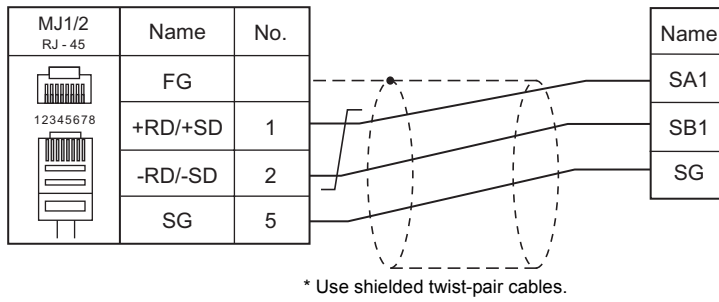 MJ1/2
RJ - 45
Name
No.
Name
FG
SA1
12345678
+RD/+SD
1
SB1
-RD/-SD
2
SG
SG
5
* Use shielded twist-pair cables.